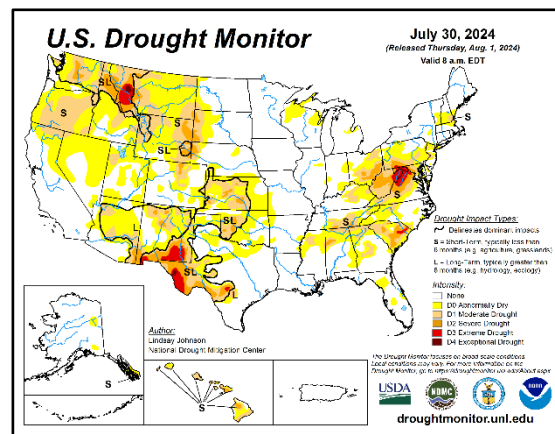 U.S. Drought Monitor
July 30, 2024
(Released Thursday, Aug. 1, 2024)
Valid 8 a.m. EDT
SL
S
S
SL
S
SL
S
S
SL
L
SL
L
S
S
Drought Impact Types:
Delineates dominant impacts
S = Short-Term, typically less than
6 months (e.g. agriculture, grasslands)
L = Long-Term, typically greater than
6 months (e.g. hydrology, ecology)
Intensity:
None
D0 Abnormally Dry
D1 Moderate Drought
D2 Severe Drought
D3 Extreme Drought
D4 Exceptional Drought
Author:
Lindsay Johnson
National Drought Mitigation Center
The Drought Monitor focuses on broad-scale conditions.
Local conditions may vary. For more information on the
Drought Monitor, go to https://droughtmonitor.unl.edu/About.aspx
USDA
NDMC
droughtmonitor.unl.edu